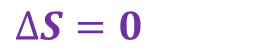 Δ𝑺 = 𝟎